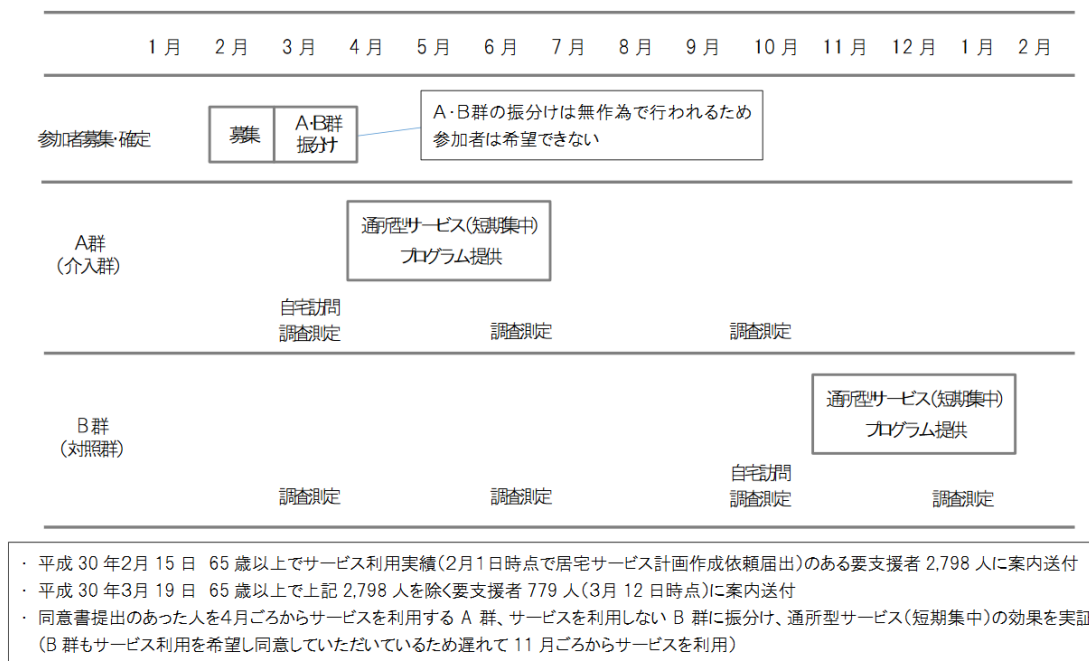 1月 2月 3月 4月 5月 6月 7月 8月 9月 10月 11月 12月 1月 2月
参加者募集・確定
募集
A・B群
振分け
A・B群の振分けは無作為で行われるため
参加者は希望できない
A群
(介入群)
通所型サービス(短期集中)
プログラム提供
自宅訪問
調査測定
調査測定
調査測定
B群
(対照群)
通所型サービス(短期集中)
プログラム提供
調査測定
調査測定
自宅訪問
調査測定
調査測定
・ 平成30年2月15日 65歳以上でサービス利用実績(2月1日時点で居宅サービス計画作成依頼届出)のある要支援者2,798人に案内送付
・ 平成30年3月19日 65歳以上で上記2,798人を除く要支援者779人(3月12日時点)に案内送付
・ 同意書提出のあった人を4月ごろからサービスを利用するA群、サービスを利用しないB群に振分け、通所型サービス(短期集中)の効果を実証
(B群もサービス利用を希望し同意していただいているため遅れて11月ごろからサービスを利用)